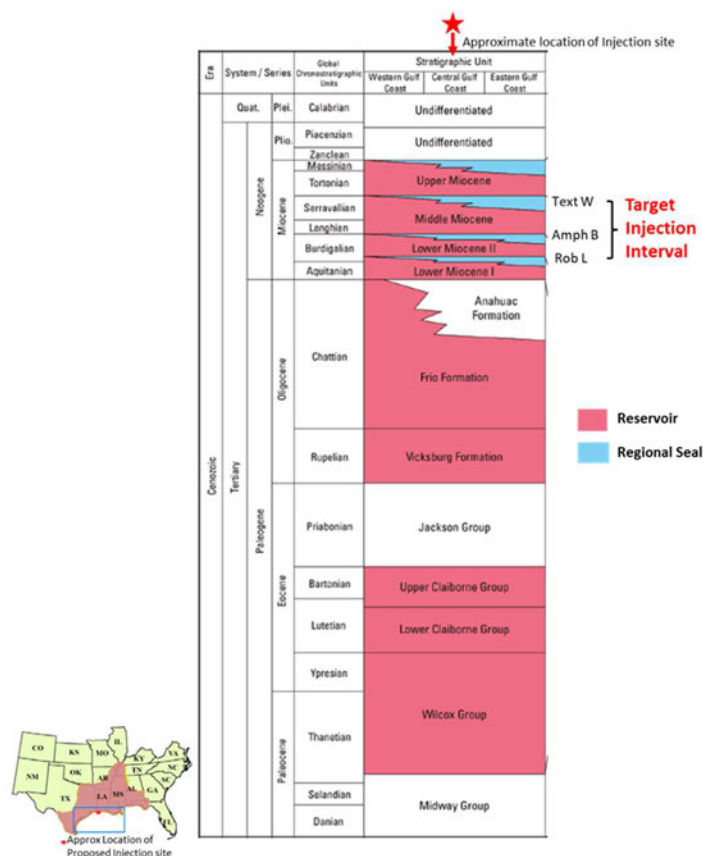 Approximate location of Injection site
Era
System / Series
Global
Chronostratigraphic
Units
Stratigraphic Unit
Western Gulf
Coast
Central Gulf
Coast
Eastern Gulf
Coast
Quat.
Plei.
Calabrian
Undifferentiated
Plio.
Piacenzian
Undifferentiated
Zanclean
Neogene
Miocene
Messinian
Tortonian
Upper Miocene
Serravallian
Text W
Middle Miocene
Langhian
Amph B
Burdigalian
Lower Miocene II
Rob L
Aquitanian
Lower Miocene I
Target
Injection
Interval
Cenozoic
Tertiary
Paleogene
Oligocene
Chattian
Anahuac
Formation
Frio Formation
Rupelian
Vicksburg Formation
Reservoir
Regional Seal
Eocene
Priabonian
Jackson Group
Bartonian
Upper Claiborne Group
Lutetian
Lower Claiborne Group
Ypresian
Wilcox Group
Paleocene
Thanetian
Selandian
Midway Group
Danian
CO
KS
MO
IL
KY
VA
NM
OK
AR
TN
NC
SC
TX
LA
MS
AL
GA
FL
Approx Location of
Proposed Injection site